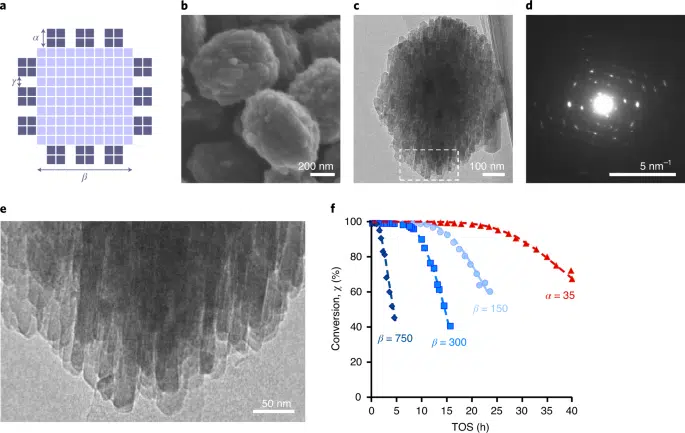 a
α
γ
β
b
200 nm
c
100 nm
d
5 nm–1
e
50 nm
f
Conversion, χ (%)
100
80
60
40
20
0
α = 35
β = 150
β = 300
β = 750
0 5 10 15 20 25 30 35 40
TOS (h)